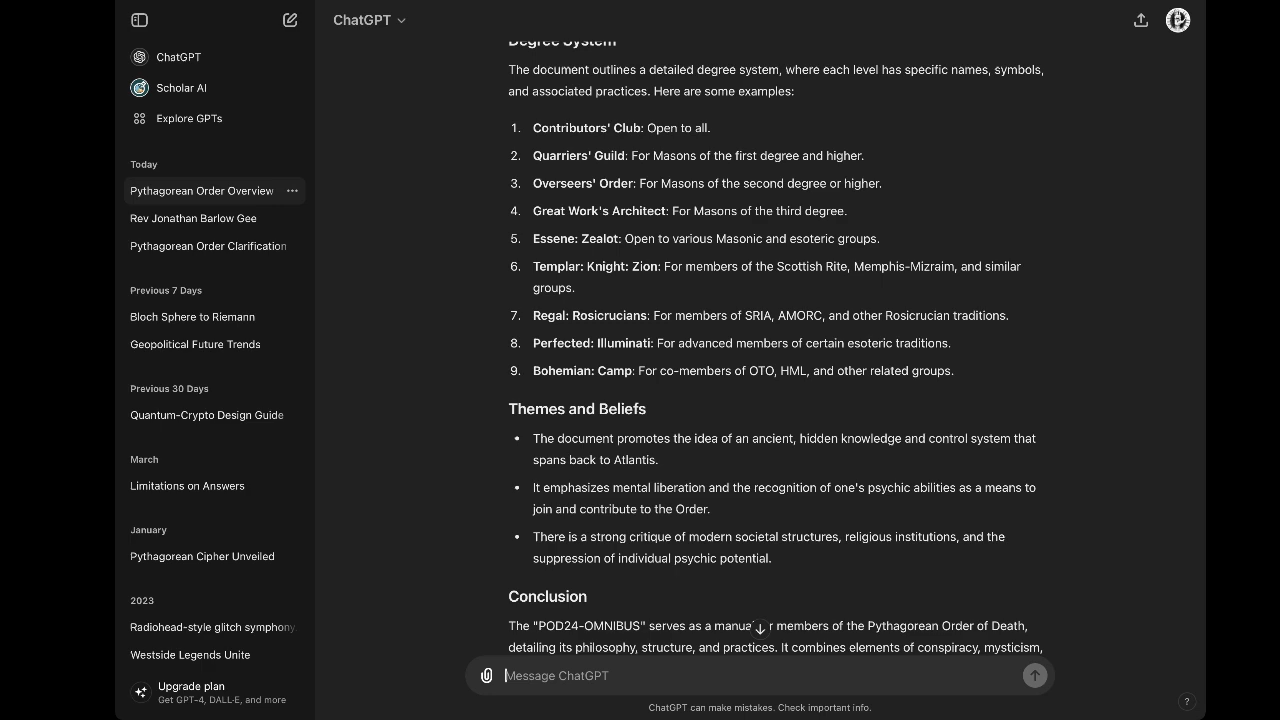 ChatGPT
ChatGPT
Scholar AI
Explore GPTs
Today
Pythagorean Order Overview
Rev Jonathan Barlow Gee
Pythagorean Order Clarification
Previous 7 Days
Bloch Sphere to Riemann
Geopolitical Future Trends
Previous 30 Days
Quantum-Crypto Design Guide
March
Limitations on Answers
January
Pythagorean Cipher Unveiled
2023
Radiohead-style glitch symphony
Westside Legends Unite
Upgrade plan
Get GPT-4, DALL·E, and more
Degree System
The document outlines a detailed degree system, where each level has specific names, symbols,
and associated practices. Here are some examples:
1. Contributors' Club: Open to all.
2. Quarriers' Guild: For Masons of the first degree and higher.
3. Overseers' Order: For Masons of the second degree or higher.
4. Great Work's Architect: For Masons of the third degree.
5. Essene: Zealot: Open to various Masonic and esoteric groups.
6. Templar: Knight: Zion: For members of the Scottish Rite, Memphis-Mizraim, and similar
groups.
7. Regal: Rosicrucians: For members of SRIA, AMORC, and other Rosicrucian traditions.
8. Perfected: Illuminati: For advanced members of certain esoteric traditions.
9. Bohemian: Camp: For co-members of OTO, HML, and other related groups.
Themes and Beliefs
• The document promotes the idea of an ancient, hidden knowledge and control system that
spans back to Atlantis.
• It emphasizes mental liberation and the recognition of one's psychic abilities as a means to
join and contribute to the Order.
• There is a strong critique of modern societal structures, religious institutions, and the
suppression of individual psychic potential.
Conclusion
The "POD24-OMNIBUS" serves as a manual r members of the Pythagorean Order of Death,
detailing its philosophy, structure, and practices. It combines elements of conspiracy, mysticism,
Message ChatGPT
ChatGPT can make mistakes. Check important info.
?